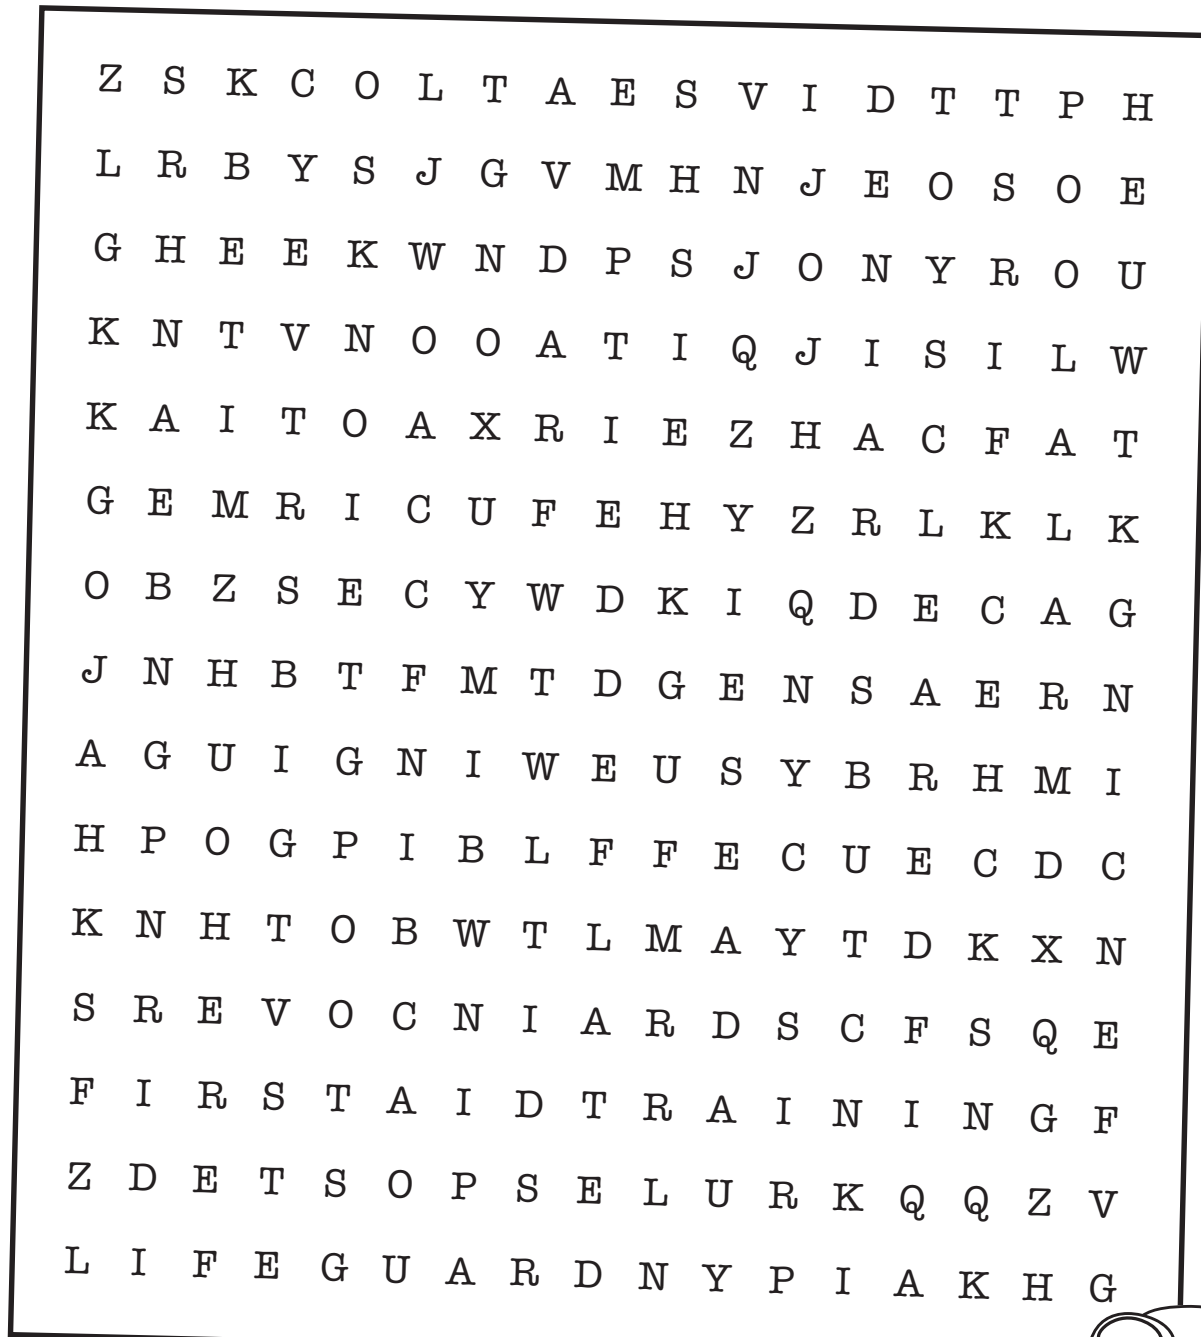 Z S K C O L T A E S V I D T T P H
L R B Y S J G V M H N J E O S O E
G H E E K W N D P S J O N Y R O U
K N T V N O O A T I Q J I S I L W
K A I T O A X R I E Z H A C F A T
G E M R I C U F E H Y Z R L K L K
O B Z S E C Y W D K I Q D E C A G
J N H B T F M T D G E N S A E R N
A G U I G N I W E U S Y B R H M I
H P O G P I B L F F E C U E C D C
K N H T O B W T L M A Y T D K X N
S R E V O C N I A R D S C F S Q E
F I R S T A I D T R A I N I N G F
Z D E T S O P S E L U R K Q Q Z V
L I F E G U A R D N Y P I A K H G